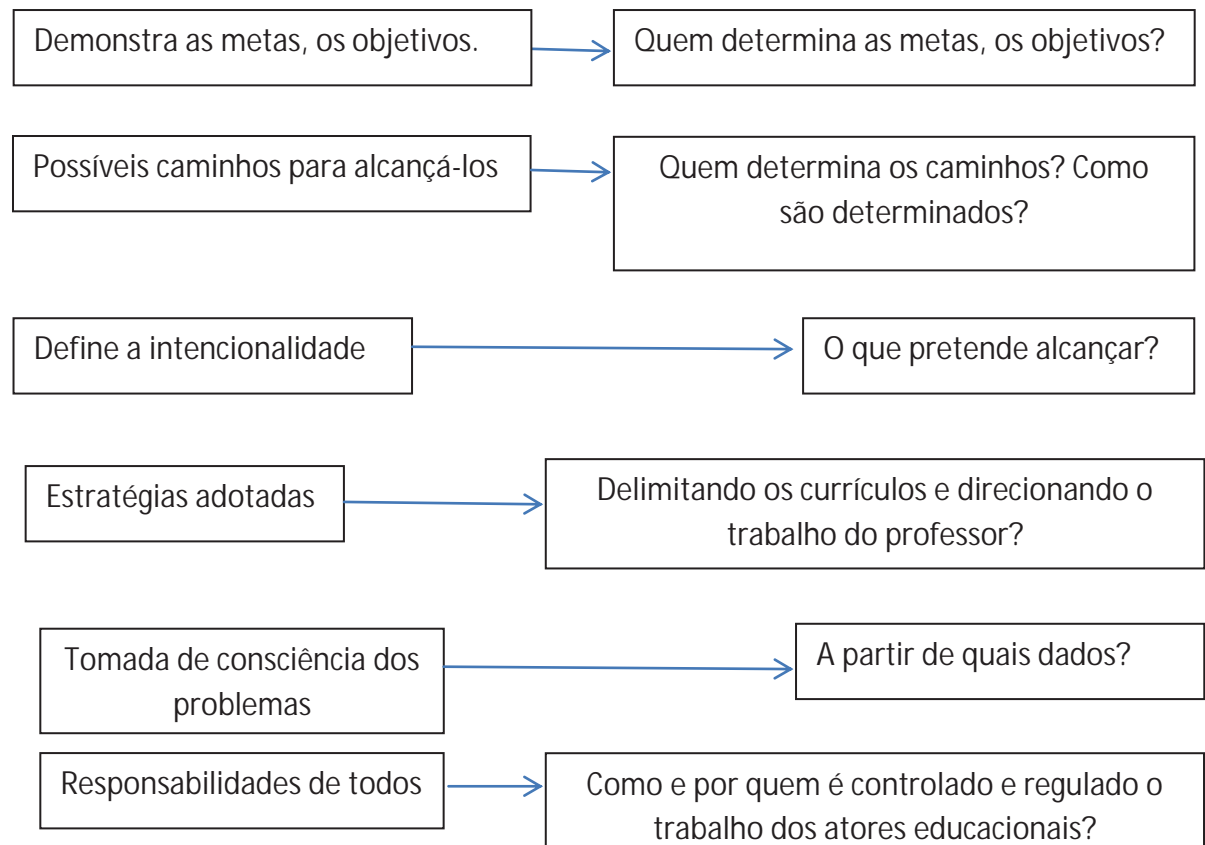 Demonstra as metas, os objetivos.
Quem determina as metas, os objetivos?
Possíveis caminhos para alcançá-los
Quem determina os caminhos? Como
são determinados?
Define a intencionalidade
O que pretende alcançar?
Estratégias adotadas
Delimitando os currículos e direcionando o
trabalho do professor?
Tomada de consciência dos
problemas
A partir de quais dados?
Responsabilidades de todos
Como e por quem é controlado e regulado o
trabalho dos atores educacionais?